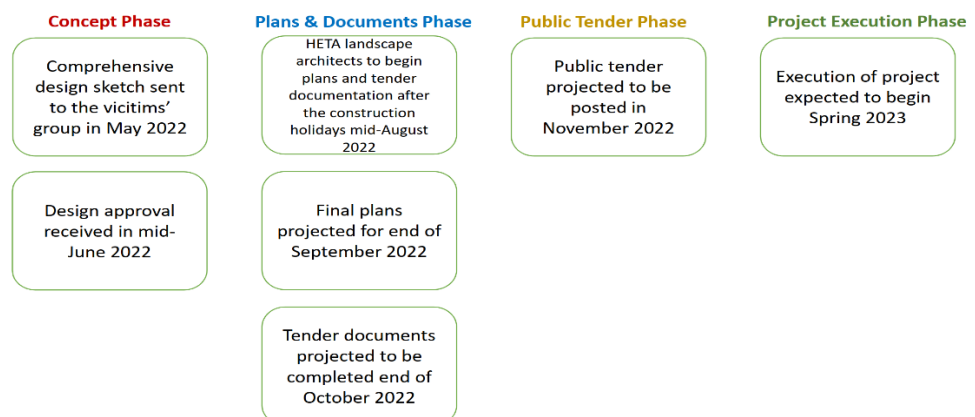 Concept Phase
Comprehensive
design sketch sent
to the vicitims'
group in May 2022
Design approval
received in mid-
June 2022
Plans & Documents Phase
HETA landscape
architects to begin
plans and tender
documentation after
the construction
holidays mid-August
2022
Final plans
projected for end of
September 2022
Tender documents
projected to be
completed end of
October 2022
Public Tender Phase
Public tender
projected to be
posted in
November 2022
Project Execution Phase
Execution of project
expected to begin
Spring 2023